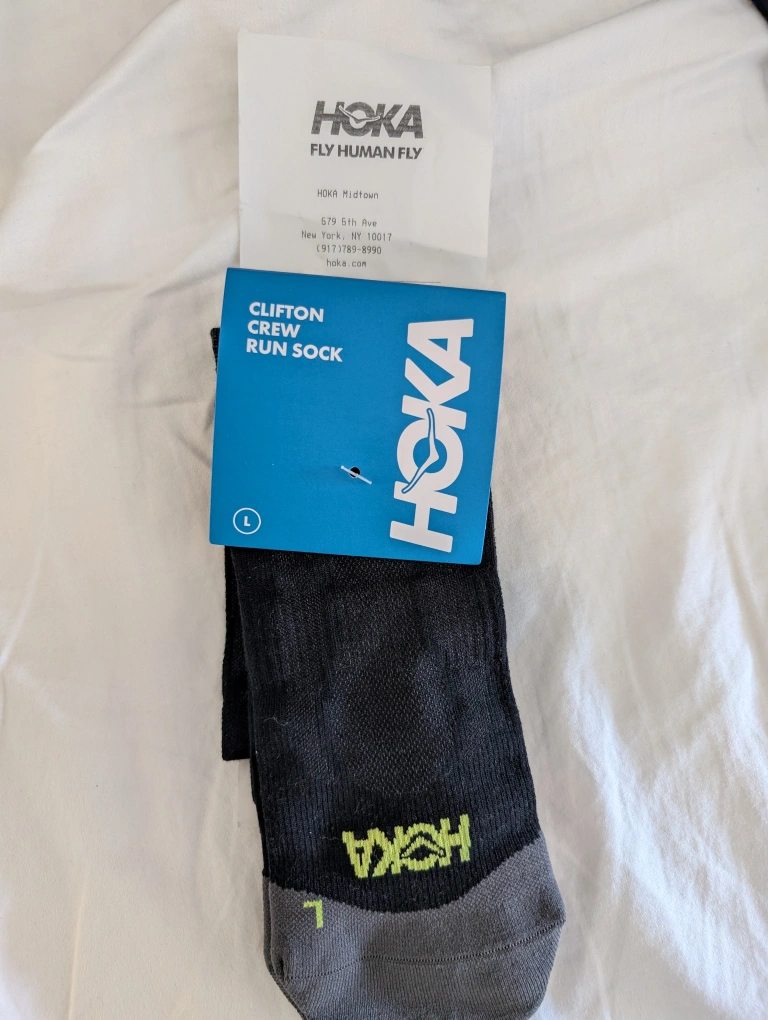 HOKA
FLY HUMAN FLY
HOKA Midtown
579 5th Ave
New York, NY 10017
(917)789-8990
hoka.com
CLIFTON
CREW
RUN SOCK
HOKA
L
HOKA
L